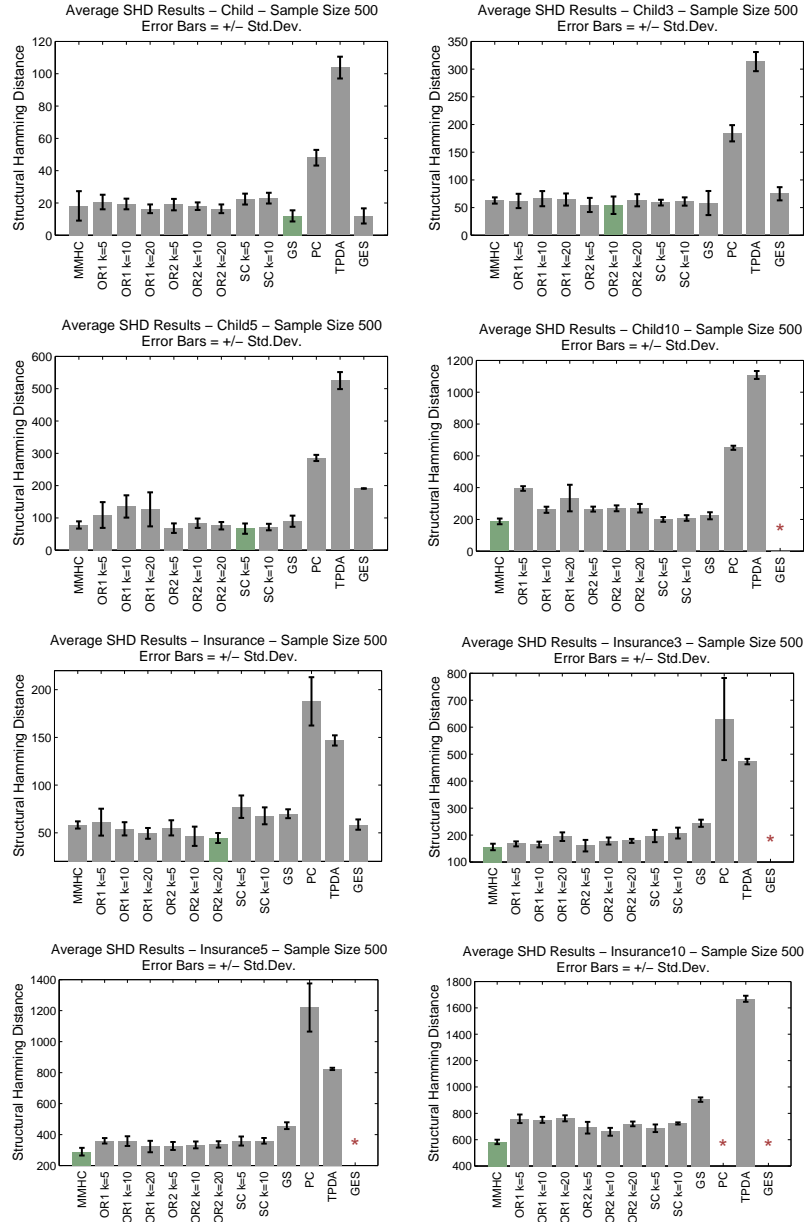 Average SHD Results − Child − Sample Size 500
Error Bars = +/− Std.Dev.
Structural Hamming Distance
120
100
80
60
40
20
0
MMHC
OR1 k=5
OR1 k=10
OR1 k=20
OR2 k=5
OR2 k=10
OR2 k=20
SC k=5
SC k=10
GS
PC
TPDA
GES
Average SHD Results − Child3 − Sample Size 500
Error Bars = +/− Std.Dev.
Structural Hamming Distance
350
300
250
200
150
100
50
0
MMHC
OR1 k=5
OR1 k=10
OR1 k=20
OR2 k=5
OR2 k=10
OR2 k=20
SC k=5
SC k=10
GS
PC
TPDA
GES
Average SHD Results − Child5 − Sample Size 500
Error Bars = +/− Std.Dev.
Structural Hamming Distance
600
500
400
300
200
100
0
MMHC
OR1 k=5
OR1 k=10
OR1 k=20
OR2 k=5
OR2 k=10
OR2 k=20
SC k=5
SC k=10
GS
PC
TPDA
GES
Average SHD Results − Child10 − Sample Size 500
Error Bars = +/− Std.Dev.
Structural Hamming Distance
1200
1000
800
600
400
200
0
*
MMHC
OR1 k=5
OR1 k=10
OR1 k=20
OR2 k=5
OR2 k=10
OR2 k=20
SC k=5
SC k=10
GS
PC
TPDA
GES
Average SHD Results − Insurance − Sample Size 500
Error Bars = +/− Std.Dev.
Structural Hamming Distance
200
150
100
50
MMHC
OR1 k=5
OR1 k=10
OR1 k=20
OR2 k=5
OR2 k=10
OR2 k=20
SC k=5
SC k=10
GS
PC
TPDA
GES
Average SHD Results − Insurance3 − Sample Size 500
Error Bars = +/− Std.Dev.
Structural Hamming Distance
800
700
600
500
400
300
200
100
*
MMHC
OR1 k=5
OR1 k=10
OR1 k=20
OR2 k=5
OR2 k=10
OR2 k=20
SC k=5
SC k=10
GS
PC
TPDA
GES
Average SHD Results − Insurance5 − Sample Size 500
Error Bars = +/− Std.Dev.
Structural Hamming Distance
1400
1200
1000
800
600
400
200
*
MMHC
OR1 k=5
OR1 k=10
OR1 k=20
OR2 k=5
OR2 k=10
OR2 k=20
SC k=5
SC k=10
GS
PC
TPDA
GES
Average SHD Results − Insurance10 − Sample Size 500
Error Bars = +/− Std.Dev.
Structural Hamming Distance
1800
1600
1400
1200
1000
800
600
400
*
*
MMHC
OR1 k=5
OR1 k=10
OR1 k=20
OR2 k=5
OR2 k=10
OR2 k=20
SC k=5
SC k=10
GS
PC
TPDA
GES